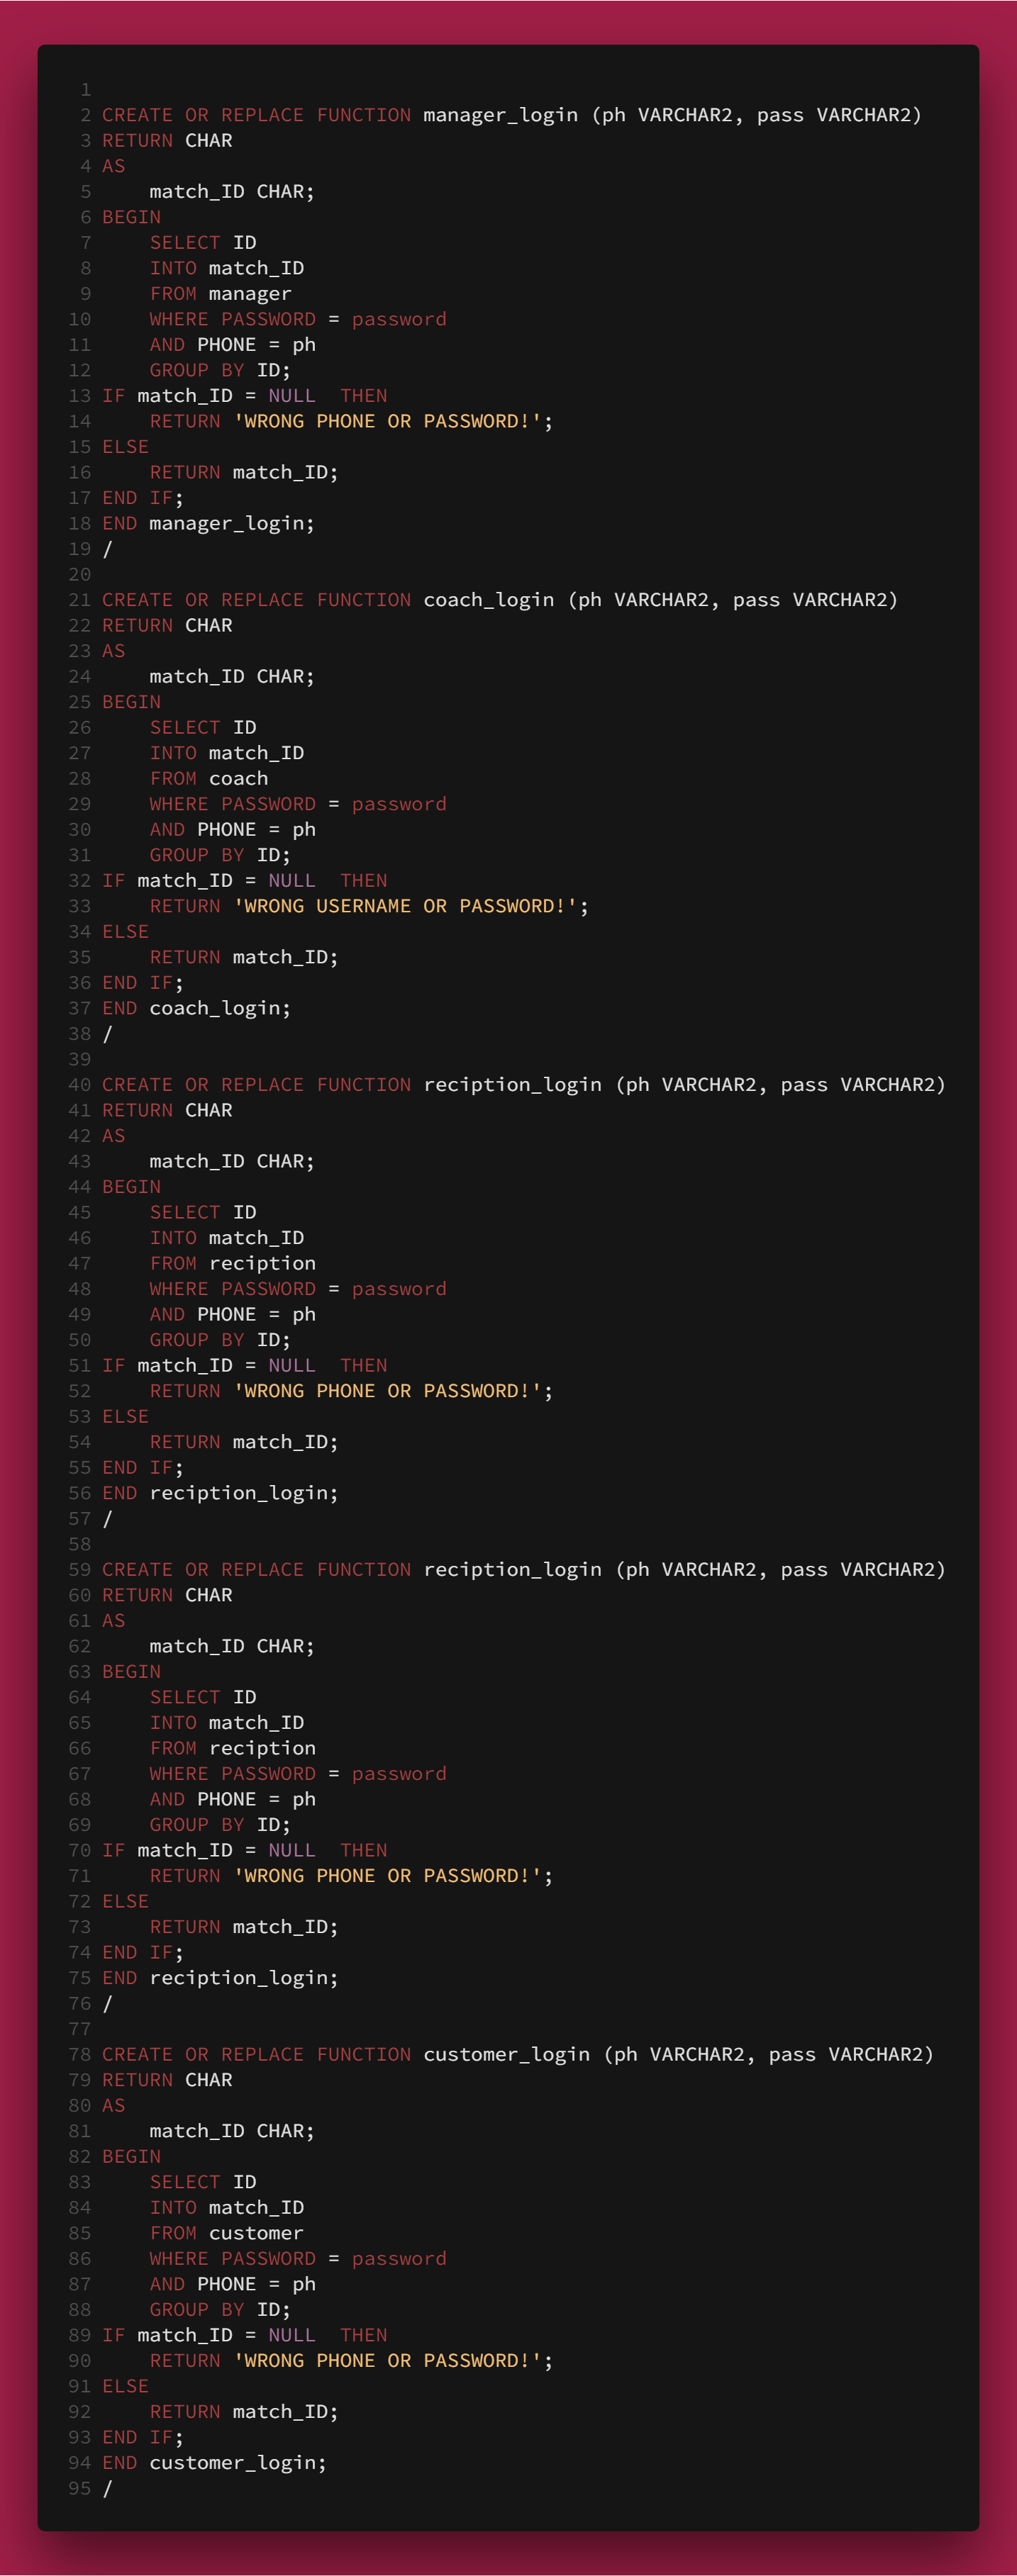 1
2 CREATE OR REPLACE FUNCTION manager_login (ph VARCHAR2, pass VARCHAR2)
3 RETURN CHAR
4 AS
5     match_ID CHAR;
6 BEGIN
7     SELECT ID
8     INTO match_ID
9     FROM manager
10     WHERE PASSWORD = password
11     AND PHONE = ph
12     GROUP BY ID;
13 IF match_ID = NULL  THEN
14     RETURN 'WRONG PHONE OR PASSWORD!';
15 ELSE
16     RETURN match_ID;
17 END IF;
18 END manager_login;
19 /
20
21 CREATE OR REPLACE FUNCTION coach_login (ph VARCHAR2, pass VARCHAR2)
22 RETURN CHAR
23 AS
24     match_ID CHAR;
25 BEGIN
26     SELECT ID
27     INTO match_ID
28     FROM coach
29     WHERE PASSWORD = password
30     AND PHONE = ph
31     GROUP BY ID;
32 IF match_ID = NULL  THEN
33     RETURN 'WRONG USERNAME OR PASSWORD!';
34 ELSE
35     RETURN match_ID;
36 END IF;
37 END coach_login;
38 /
39
40 CREATE OR REPLACE FUNCTION reciption_login (ph VARCHAR2, pass VARCHAR2)
41 RETURN CHAR
42 AS
43     match_ID CHAR;
44 BEGIN
45     SELECT ID
46     INTO match_ID
47     FROM reciption
48     WHERE PASSWORD = password
49     AND PHONE = ph
50     GROUP BY ID;
51 IF match_ID = NULL  THEN
52     RETURN 'WRONG PHONE OR PASSWORD!';
53 ELSE
54     RETURN match_ID;
55 END IF;
56 END reciption_login;
57 /
58
59 CREATE OR REPLACE FUNCTION reciption_login (ph VARCHAR2, pass VARCHAR2)
60 RETURN CHAR
61 AS
62     match_ID CHAR;
63 BEGIN
64     SELECT ID
65     INTO match_ID
66     FROM reciption
67     WHERE PASSWORD = password
68     AND PHONE = ph
69     GROUP BY ID;
70 IF match_ID = NULL  THEN
71     RETURN 'WRONG PHONE OR PASSWORD!';
72 ELSE
73     RETURN match_ID;
74 END IF;
75 END reciption_login;
76 /
77
78 CREATE OR REPLACE FUNCTION customer_login (ph VARCHAR2, pass VARCHAR2)
79 RETURN CHAR
80 AS
81     match_ID CHAR;
82 BEGIN
83     SELECT ID
84     INTO match_ID
85     FROM customer
86     WHERE PASSWORD = password
87     AND PHONE = ph
88     GROUP BY ID;
89 IF match_ID = NULL  THEN
90     RETURN 'WRONG PHONE OR PASSWORD!';
91 ELSE
92     RETURN match_ID;
93 END IF;
94 END customer_login;
95 /